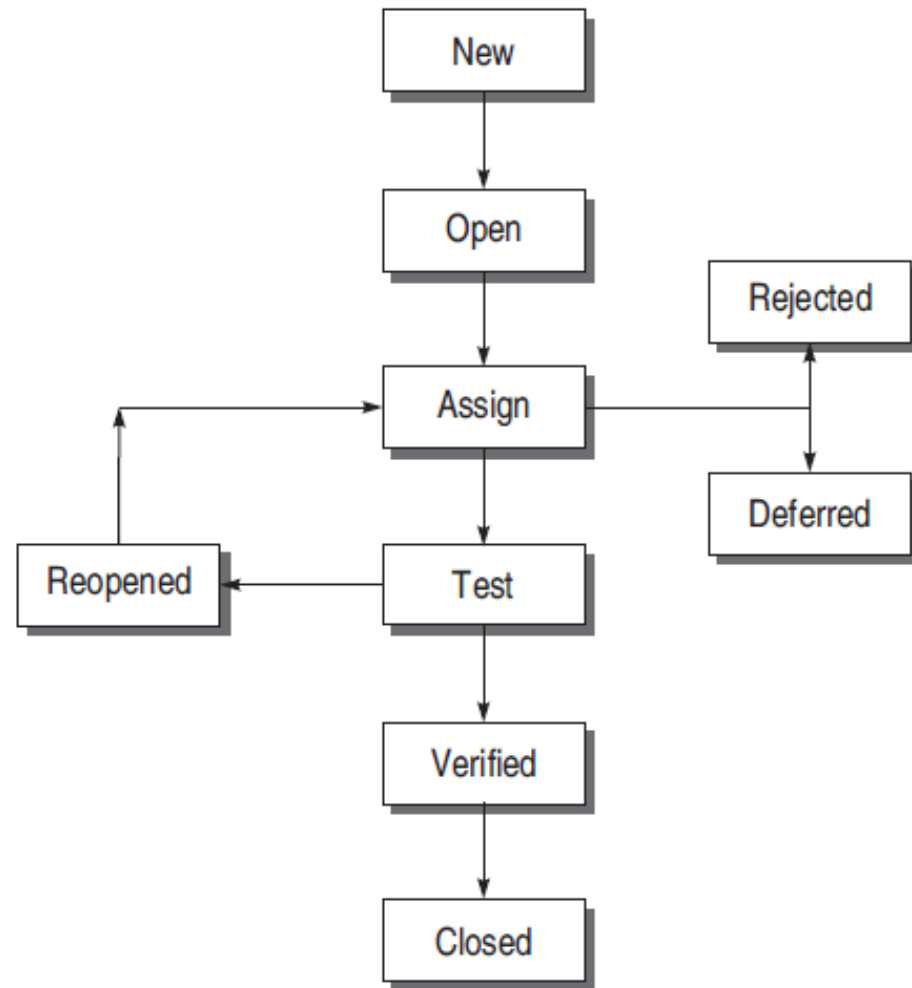 New
Open
Rejected
Assign
Deferred
Reopened
Test
Verified
Closed